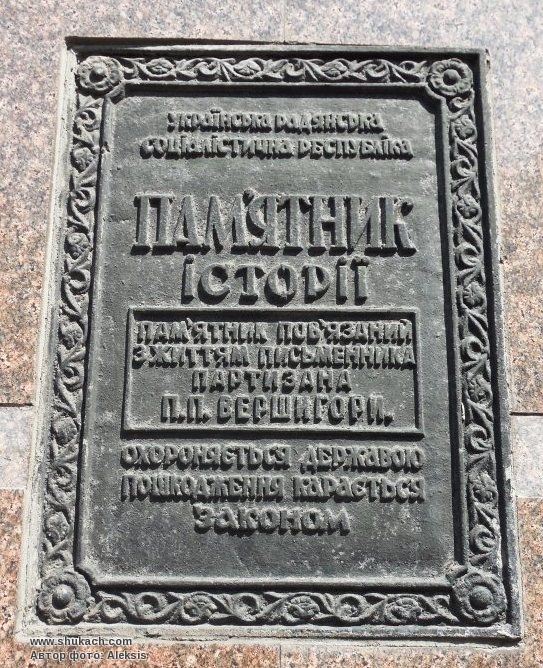 Українська Радянська
Соціалістична Республіка
ПАМ'ЯТНИК
ІСТОРІЇ
ПАМ'ЯТНИК ПОВ'ЯЗАНИЙ
З ЖИТТЯМ ПИСЬМЕННИКА
ПАРТИЗАНА
П.П. ВЕРШИГОРИ.
ОХОРОНЯЄТЬСЯ ДЕРЖАВОЮ
ПОШКОДЖЕННЯ КАРАЄТЬСЯ
ЗАКОНОМ
www.shukach.com
Автор фото: Aleksis